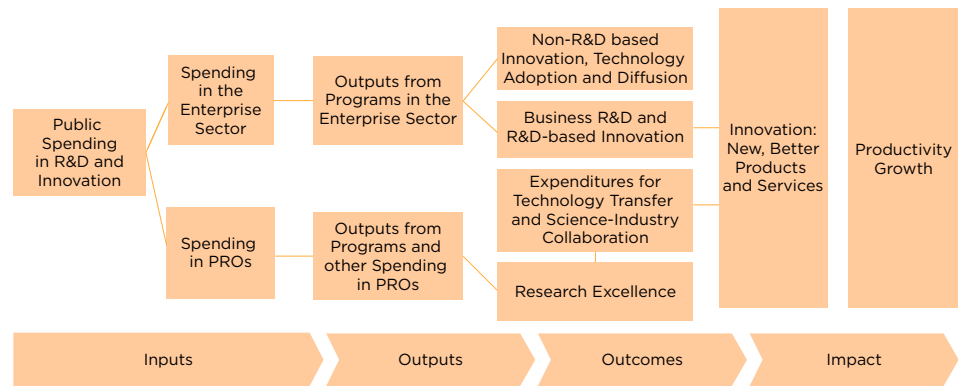 Public
Spending
in R&D and
Innovation
Spending
in the
Enterprise
Sector
Spending
in PROs
Outputs from
Programs in the
Enterprise Sector
Outputs from
Programs and
other Spending
in PROs
Non-R&D based
Innovation, Technology
Adoption and Diffusion
Business R&D and
R&D-based Innovation
Expenditures for
Technology Transfer
and Science-Industry
Collaboration
Research Excellence
Innovation:
New, Better
Products
and Services
Productivity
Growth
Inputs
Outputs
Outcomes
Impact